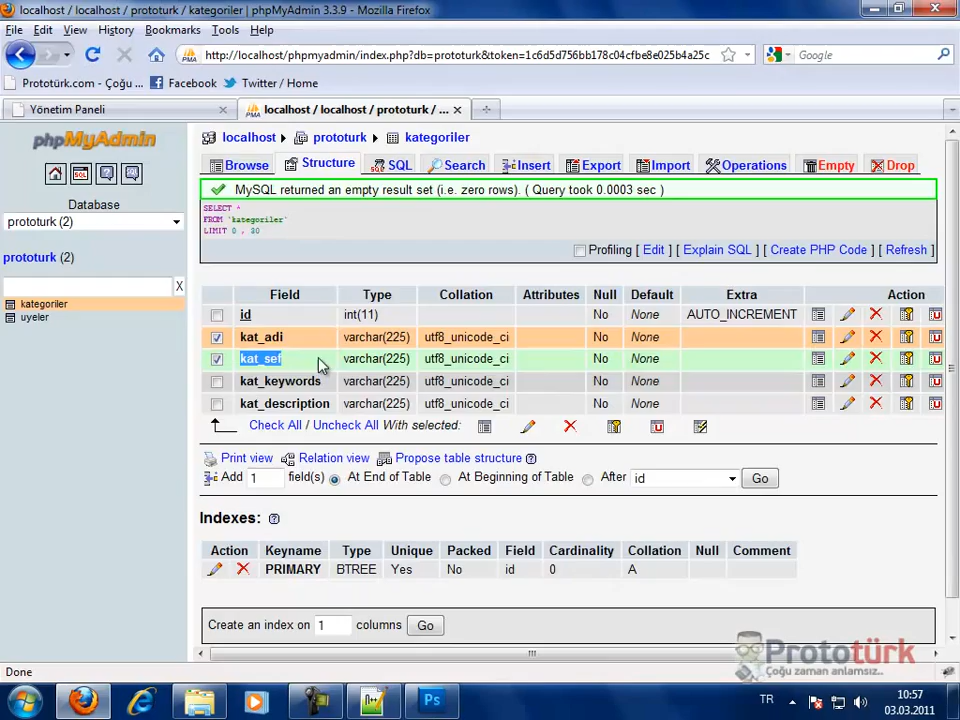 localhost / localhost / prototurk / kategoriler | phpMyAdmin 3.3.9 - Mozilla Firefox
File Edit View History Bookmarks Tools Help
http://localhost/phpmyadmin/index.php?db=prototurk&token=1c6d5d756bb178c04cfbe8e025b4a25c
Google
Prototürk.com - Çoğu ... Facebook Twitter / Home
Yönetim Paneli
localhost / localhost / prototurk / ...
phpMyAdmin
localhost prototurk kategoriler
Browse Structure SQL Search Insert Export Import Operations Empty Drop
Database
prototurk (2)
prototurk (2)
X
kategoriler
uyeler
MySQL returned an empty result set (i.e. zero rows). ( Query took 0.0003 sec )
SELECT *
FROM `kategoriler`
LIMIT 0 , 30
Profiling [ Edit ] [ Explain SQL ] [ Create PHP Code ] [ Refresh ]
Field Type Collation Attributes Null Default Extra Action
id int(11) No None AUTO_INCREMENT
kat_adi varchar(225) utf8_unicode_ci No None
kat_sef varchar(225) utf8_unicode_ci No None
kat_keywords varchar(225) utf8_unicode_ci No None
kat_description varchar(225) utf8_unicode_ci No None
Check All / Uncheck All With selected:
Print view Relation view Propose table structure
Add 1 field(s) At End of Table At Beginning of Table After id Go
Indexes:
Action Keyname Type Unique Packed Field Cardinality Collation Null Comment
PRIMARY BTREE Yes No id 0 A
Create an index on 1 columns Go
Prototürk
Çoğu zaman anlamsız..
Done
TR
10:57
03.03.2011
Ps